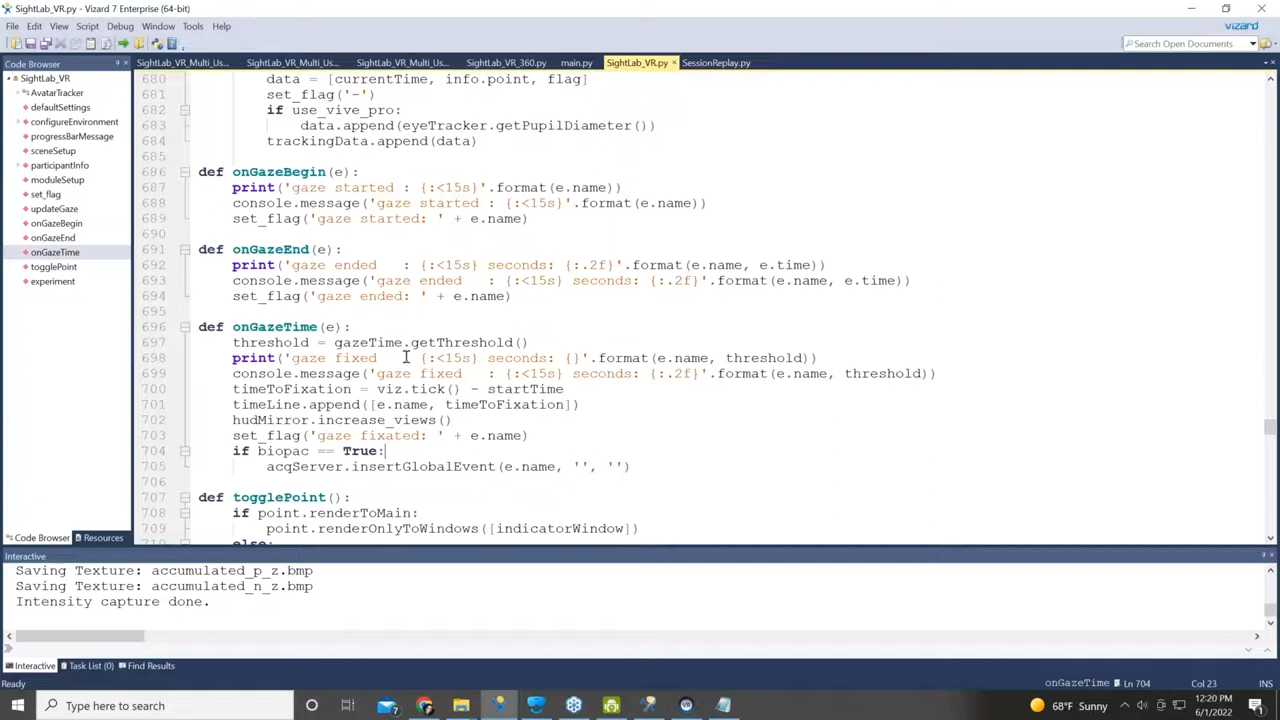 SightLab_VR.py - Vizard 7 Enterprise (64-bit)
File Edit View Script Debug Window Tools Help
vizard
Search Open Documents
Code Browser
SightLab_VR_Multi_Us... SightLab_VR_Multi_Us... SightLab_VR_Multi_Us... SightLab_VR_360.py main.py SightLab_VR.py SessionReplay.py
SightLab_VR
AvatarTracker
defaultSettings
configureEnvironment
progressBarMessage
sceneSetup
participantInfo
moduleSetup
set_flag
updateGaze
onGazeBegin
onGazeEnd
onGazeTime
togglePoint
experiment
Code Browser Resources
680 data = [currentTime, info.point, flag]
681 set_flag('-')
682 if use_vive_pro:
683 data.append(eyeTracker.getPupilDiameter())
684 trackingData.append(data)
685
686 def onGazeBegin(e):
687 print('gaze started : {:<15s}'.format(e.name))
688 console.message('gaze started : {:<15s}'.format(e.name))
689 set_flag('gaze started: ' + e.name)
690
691 def onGazeEnd(e):
692 print('gaze ended   : {:<15s} seconds: {:.2f}'.format(e.name, e.time))
693 console.message('gaze ended   : {:<15s} seconds: {:.2f}'.format(e.name, e.time))
694 set_flag('gaze ended: ' + e.name)
695
696 def onGazeTime(e):
697 threshold = gazeTime.getThreshold()
698 print('gaze fixed     {:<15s} seconds: {}'.format(e.name, threshold))
699 console.message('gaze fixed   : {:<15s} seconds: {:.2f}'.format(e.name, threshold))
700 timeToFixation = viz.tick() - startTime
701 timeLine.append([e.name, timeToFixation])
702 hudMirror.increase_views()
703 set_flag('gaze fixated: ' + e.name)
704 if biopac == True:
705 acqServer.insertGlobalEvent(e.name, '', '')
706
707 def togglePoint():
708 if point.renderToMain:
709 point.renderOnlyToWindows([indicatorWindow])
710 else:
Interactive
Saving Texture: accumulated_p_z.bmp
Saving Texture: accumulated_n_z.bmp
Intensity capture done.
Interactive Task List (0) Find Results
Ready
onGazeTime Ln 704 Col 23 INS
Type here to search
7
68°F Sunny
12:20 PM
6/1/2022
1